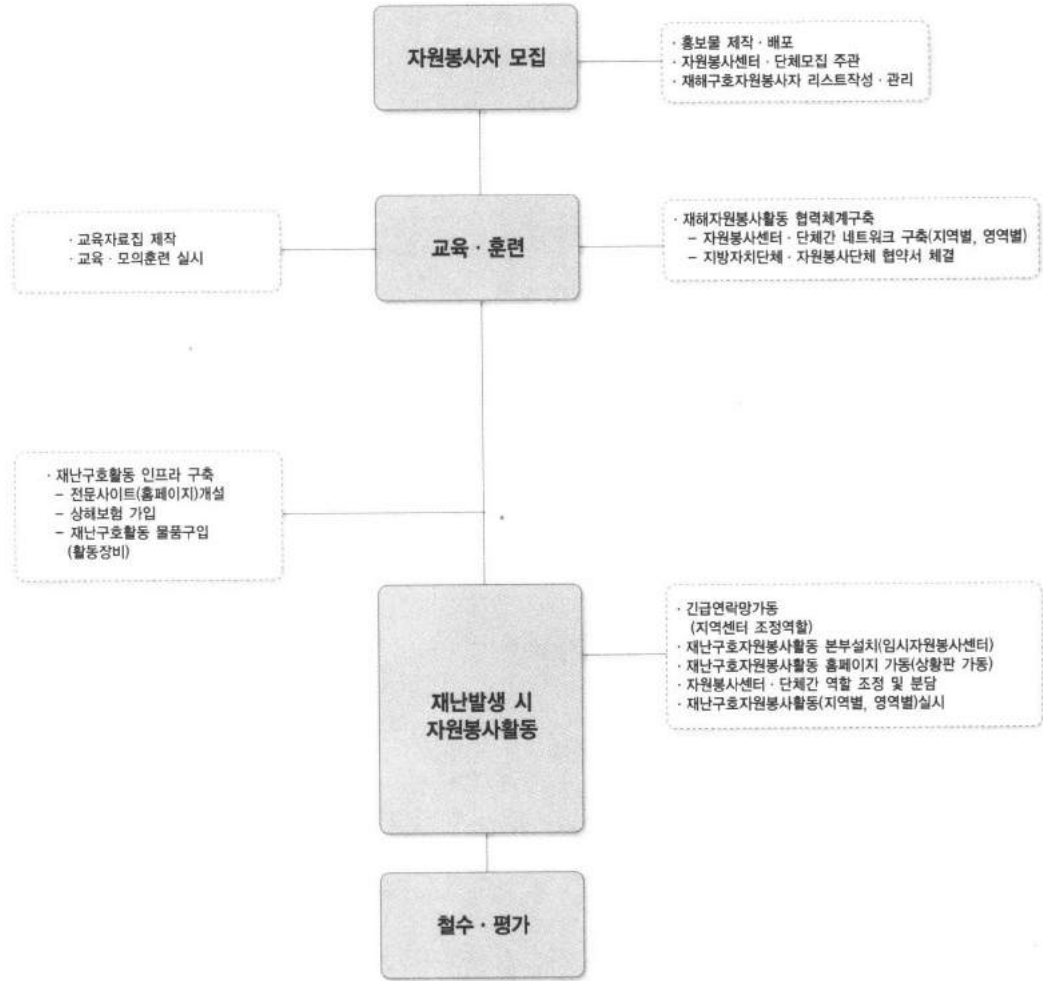 자원봉사자 모집
· 홍보물 제작 · 배포
· 자원봉사센터 · 단체모집 주관
· 재해구호자원봉사자 리스트작성 · 관리
· 교육자료집 제작
· 교육 · 모의훈련 실시
교육 · 훈련
· 재해자원봉사활동 협력체계구축
– 자원봉사센터 · 단체간 네트워크 구축(지역별, 영역별)
– 지방자치단체 · 자원봉사단체 협약서 체결
· 재난구호활동 인프라 구축
– 전문사이트(홈페이지)개설
– 상해보험 가입
– 재난구호활동 물품구입
(활동장비)
재난발생 시
자원봉사활동
· 긴급연락망가동
(지역센터 조정역할)
· 재난구호자원봉사활동 본부설치(임시자원봉사센터)
· 재난구호자원봉사활동 홈페이지 가동(상황판 가동)
· 자원봉사센터 · 단체간 역할 조정 및 분담
· 재난구호자원봉사활동(지역별, 영역별)실시
철수 · 평가